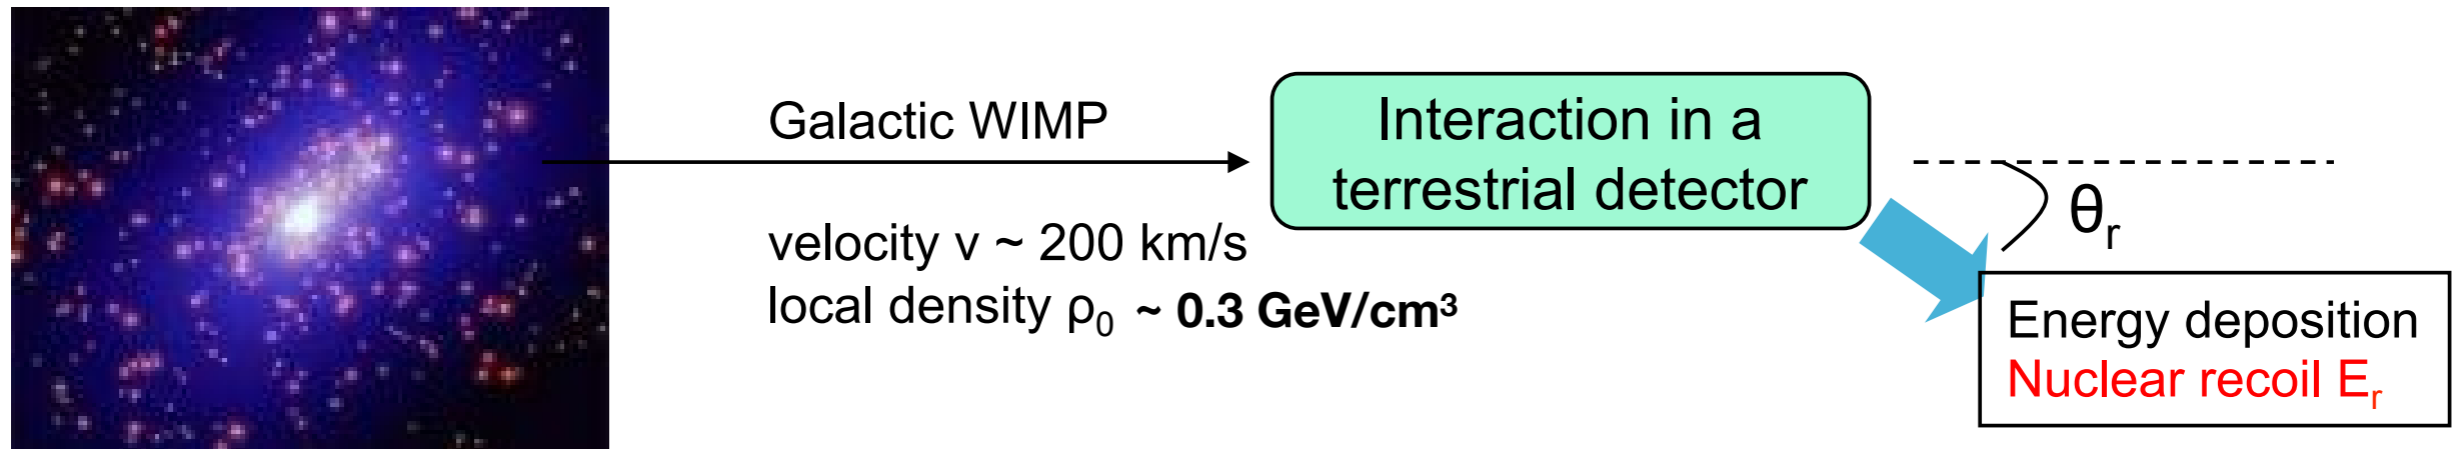 Galactic WIMP
velocity v ~ 200 km/s
local density ρ₀ ~ 0.3 GeV/cm³
Interaction in a
terrestrial detector
θᵣ
Energy deposition
Nuclear recoil Eᵣ